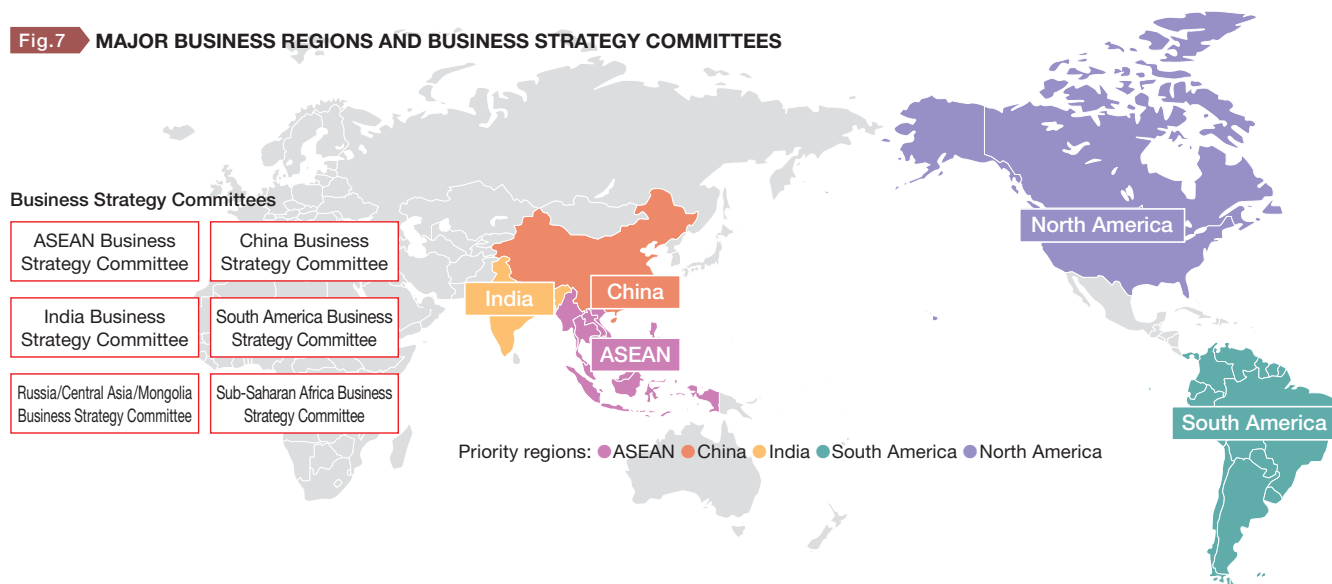 Fig.7 MAJOR BUSINESS REGIONS AND BUSINESS STRATEGY COMMITTEES
Business Strategy Committees
ASEAN Business
Strategy Committee
China Business
Strategy Committee
India Business
Strategy Committee
South America Business
Strategy Committee
Russia/Central Asia/Mongolia
Business Strategy Committee
Sub-Saharan Africa Business
Strategy Committee
India
China
ASEAN
North America
South America
Priority regions: ASEAN China India South America North America